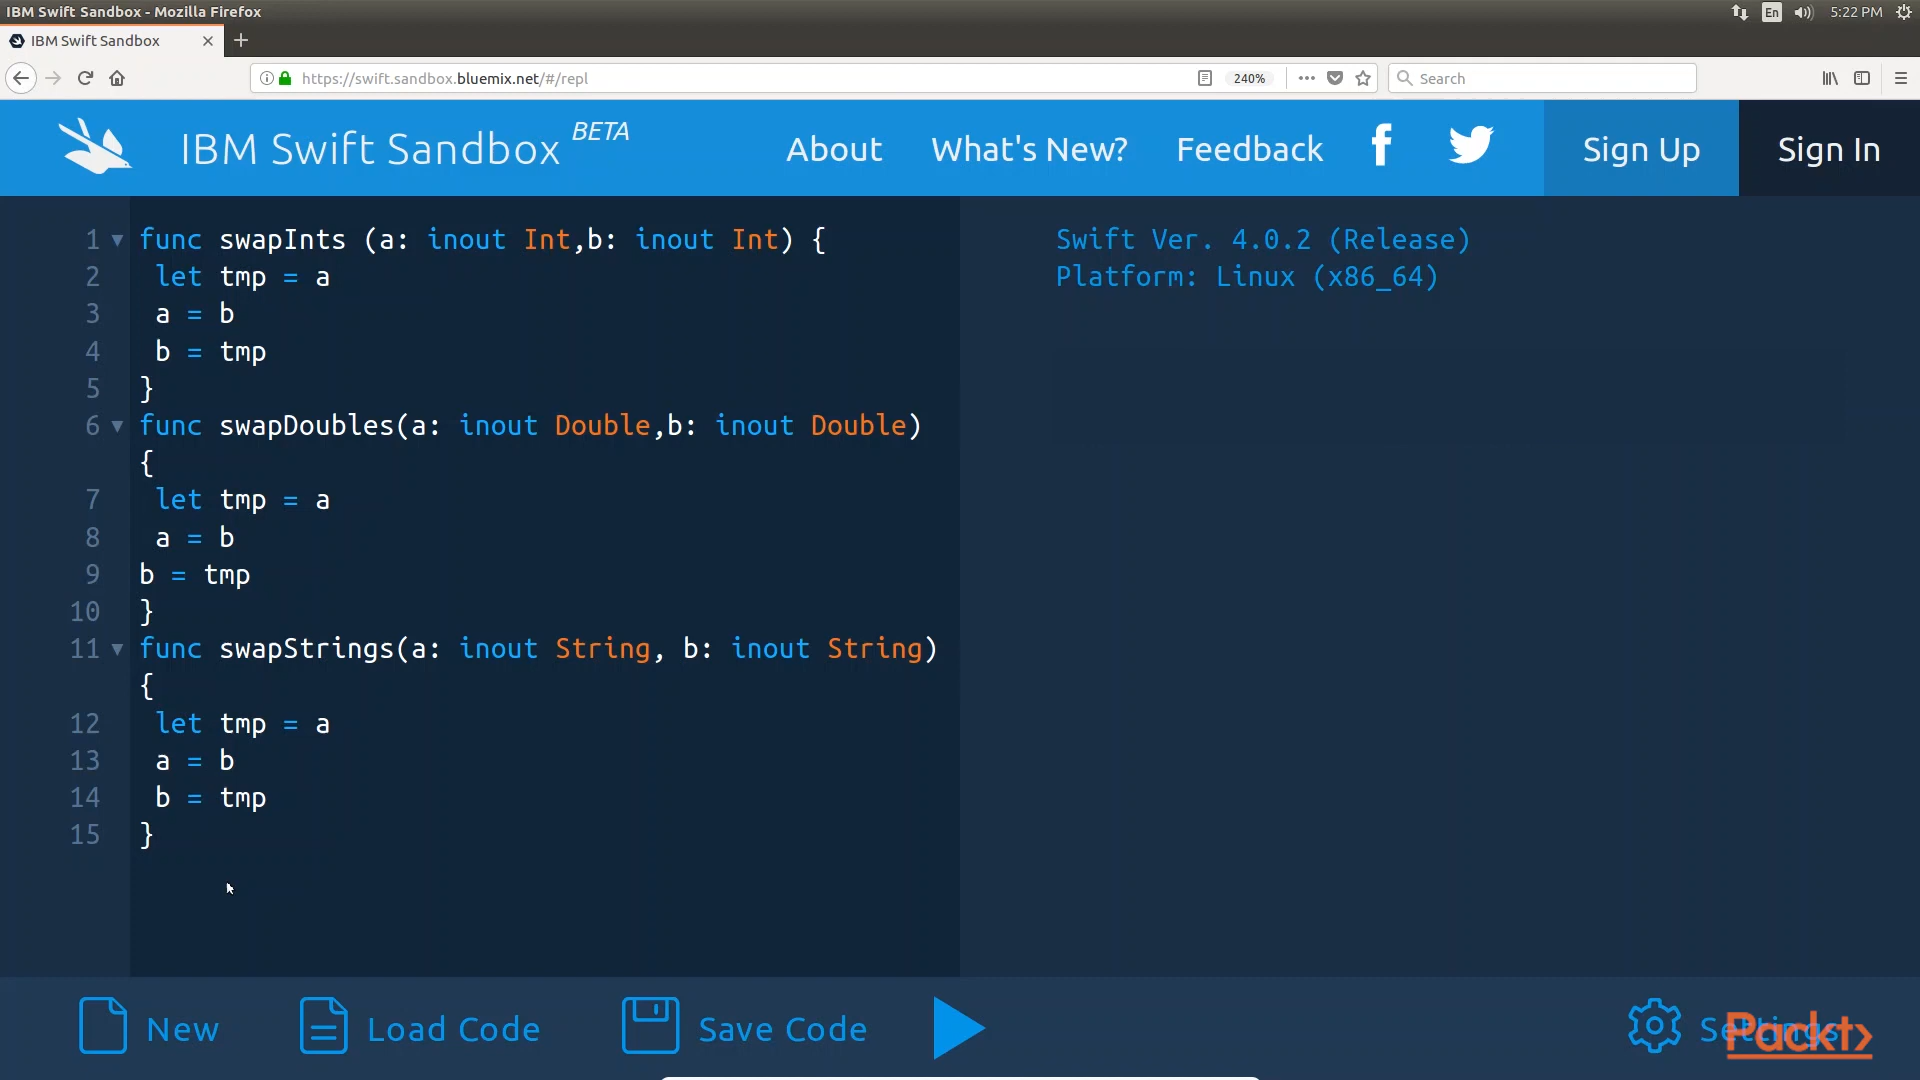 IBM Swift Sandbox - Mozilla Firefox
En
5:22 PM
IBM Swift Sandbox
https://swift.sandbox.bluemix.net/#/repl
240%
Search
IBM Swift Sandbox BETA
About
What's New?
Feedback
Sign Up
Sign In
1 func swapInts (a: inout Int,b: inout Int) {
2 let tmp = a
3 a = b
4 b = tmp
5 }
6 func swapDoubles(a: inout Double,b: inout Double)
{
7 let tmp = a
8 a = b
9 b = tmp
10 }
11 func swapStrings(a: inout String, b: inout String)
{
12 let tmp = a
13 a = b
14 b = tmp
15 }
Swift Ver. 4.0.2 (Release)
Platform: Linux (x86_64)
New
Load Code
Save Code
Settings
Packt>